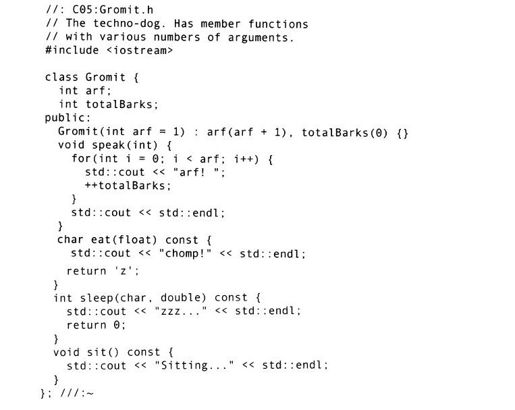 //: C05:Gromit.h
// The techno-dog. Has member functions
// with various numbers of arguments.
#include <iostream>

class Gromit {
  int arf;
  int totalBarks;
public:
  Gromit(int arf = 1) : arf(arf + 1), totalBarks(0) {}
  void speak(int) {
    for(int i = 0; i < arf; i++) {
      std::cout << "arf! ";
      ++totalBarks;
    }
    std::cout << std::endl;
  }
  char eat(float) const {
    std::cout << "chomp!" << std::endl;
    return 'z';
  }
  int sleep(char, double) const {
    std::cout << "zzz..." << std::endl;
    return 0;
  }
  void sit() const {
    std::cout << "Sitting..." << std::endl;
  }
}; ///:~